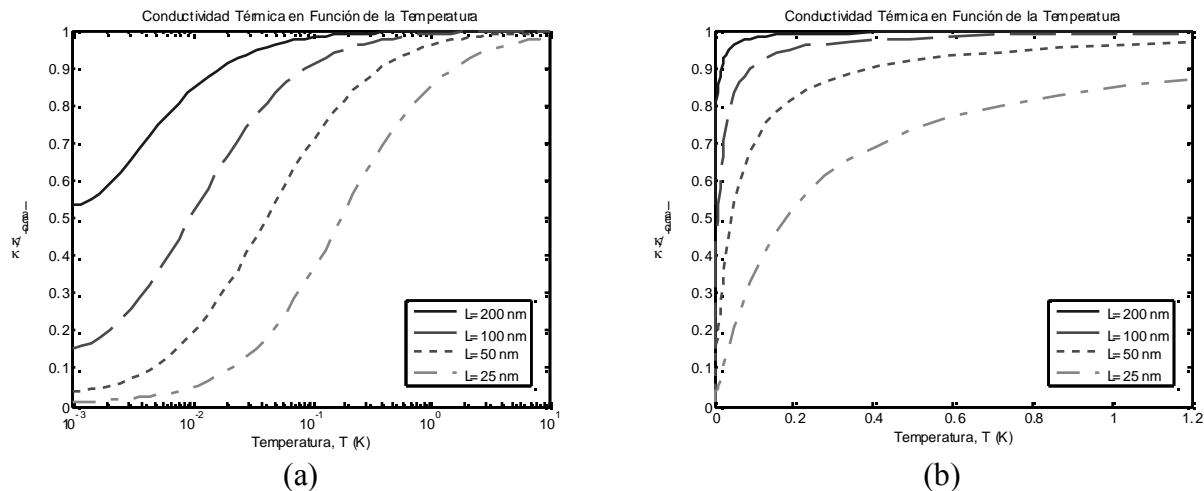 Conductividad Térmica en Función de la Temperatura
1
0.9
0.8
0.7
0.6
0.5
0.4
0.3
0.2
0.1
0
κ/κ ideal
10^-3
10^-2
10^-1
10^0
10^1
Temperatura, T (K)
L= 200 nm
L= 100 nm
L= 50 nm
L= 25 nm
(a)
Conductividad Térmica en Función de la Temperatura
1
0.9
0.8
0.7
0.6
0.5
0.4
0.3
0.2
0.1
0
κ/κ ideal
0
0.2
0.4
0.6
0.8
1
1.2
Temperatura, T (K)
L= 200 nm
L= 100 nm
L= 50 nm
L= 25 nm
(b)